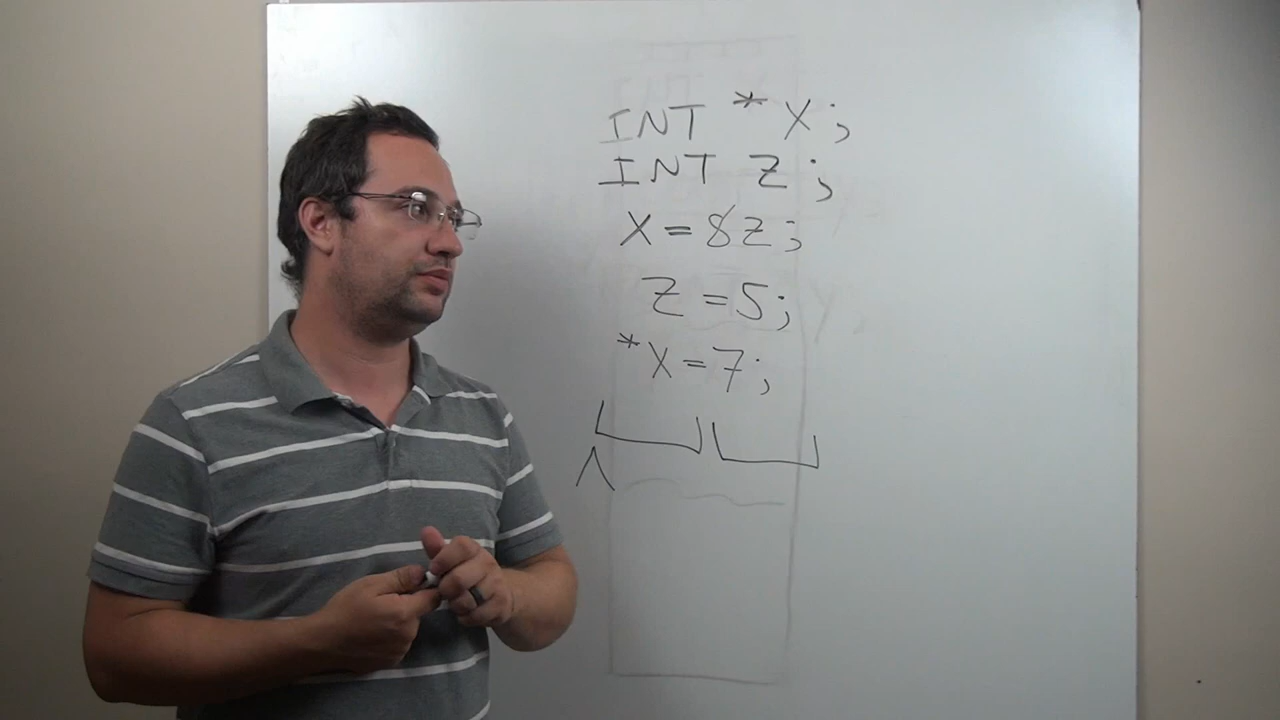 INT * X;
INT Z;
X = &Z;
Z = 5;
*X = 7;